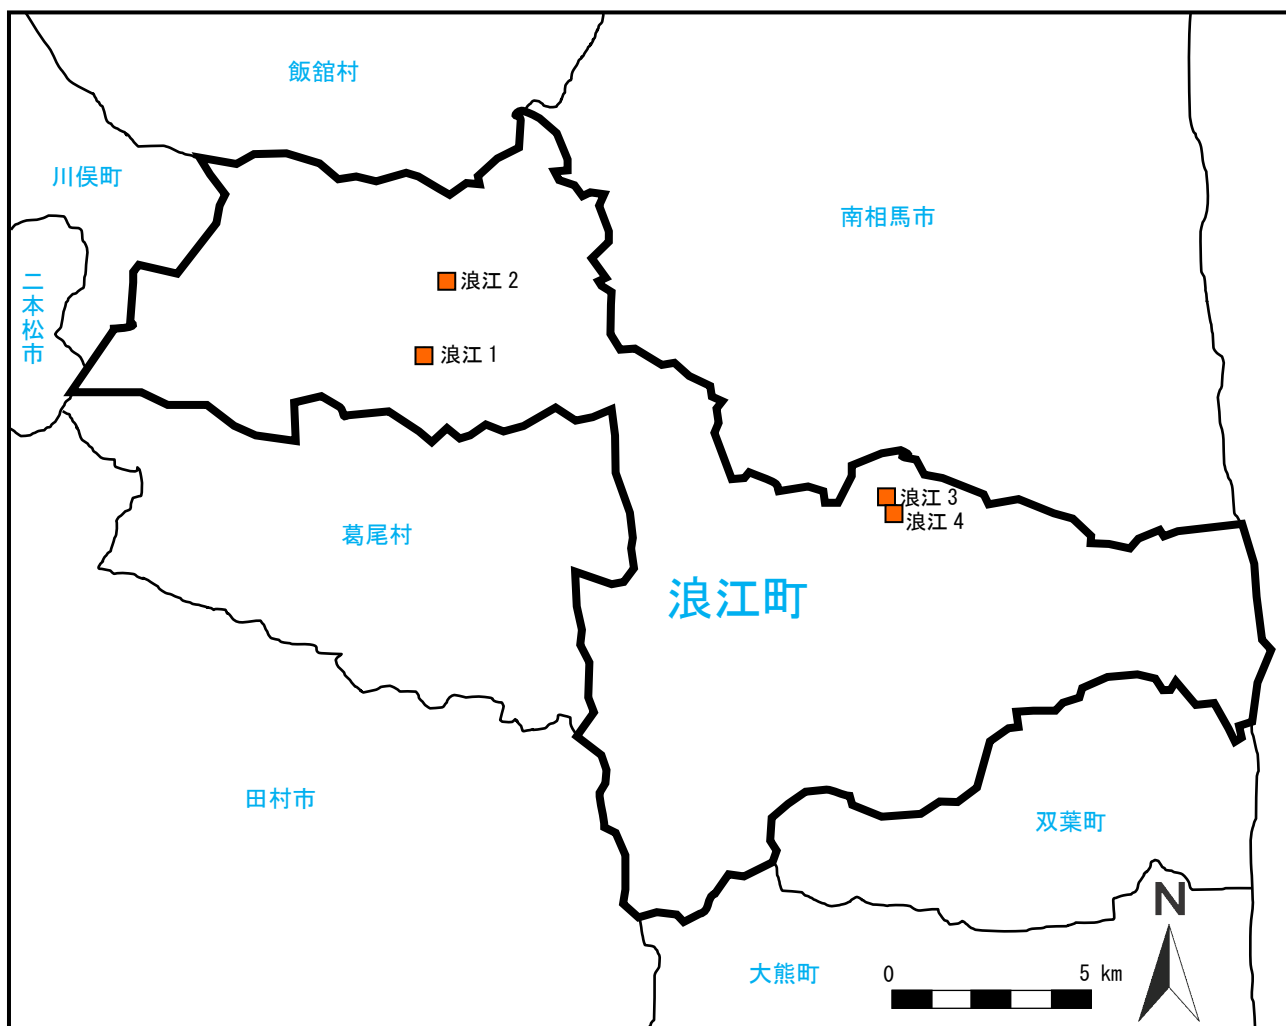 飯舘村
川俣町
南相馬市
二本松市
浪江 2
浪江 1
浪江 3
浪江 4
葛尾村
浪江町
田村市
双葉町
N
大熊町
0 5 km